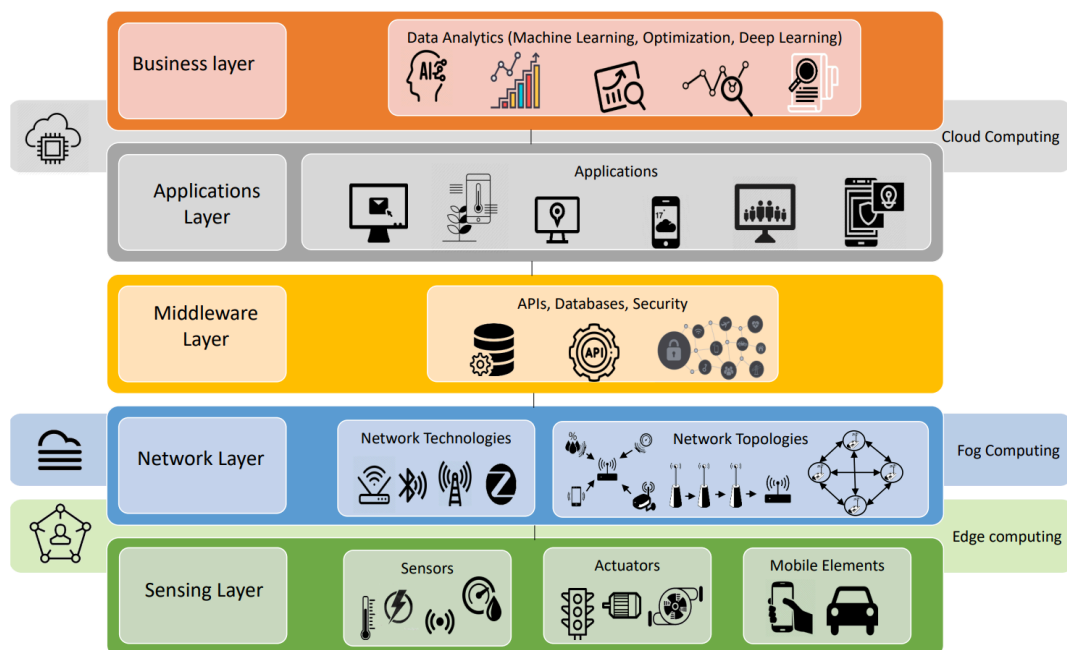 Business layer
Data Analytics (Machine Learning, Optimization, Deep Learning)
AI
Cloud Computing
Applications
Layer
Applications
17
Middleware
Layer
APIs, Databases, Security
API
Network Layer
Network Technologies
Z
Network Topologies
%
Fog Computing
Edge computing
Sensing Layer
Sensors
Actuators
Mobile Elements